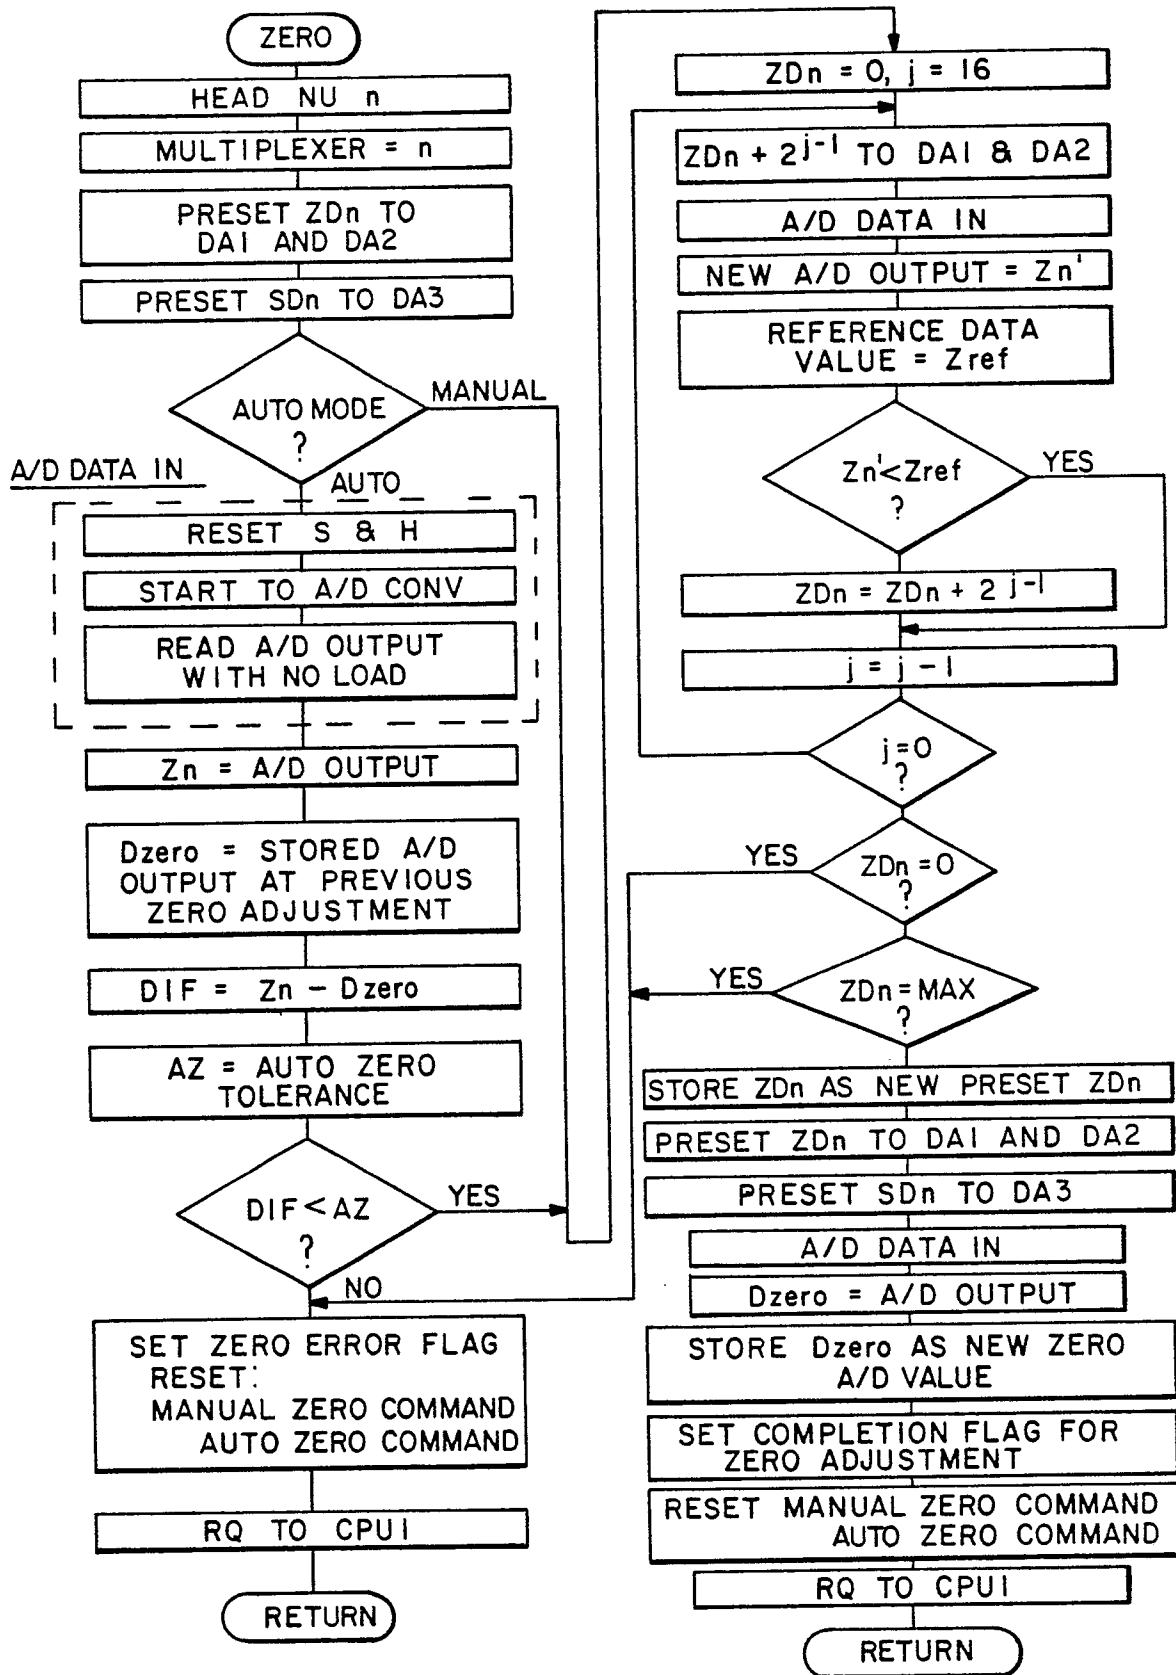 ZERO
HEAD NU n
MULTIPLEXER = n
PRESET ZDn TO
DA1 AND DA2
PRESET SDn TO DA3
AUTO MODE
?
MANUAL
A/D DATA IN
AUTO
RESET S & H
START TO A/D CONV
READ A/D OUTPUT
WITH NO LOAD
Zn = A/D OUTPUT
Dzero = STORED A/D
OUTPUT AT PREVIOUS
ZERO ADJUSTMENT
DIF = Zn - Dzero
AZ = AUTO ZERO
TOLERANCE
DIF < AZ
?
YES
NO
SET ZERO ERROR FLAG
RESET:
MANUAL ZERO COMMAND
AUTO ZERO COMMAND
RQ TO CPU1
RETURN
ZDn = 0, j = 16
ZDn + 2^j-1 TO DA1 & DA2
A/D DATA IN
NEW A/D OUTPUT = Zn'
REFERENCE DATA
VALUE = Zref
Zn' < Zref
?
YES
ZDn = ZDn + 2^j-1
j = j - 1
j = 0
?
YES
ZDn = 0
?
YES
ZDn = MAX
?
STORE ZDn AS NEW PRESET ZDn
PRESET ZDn TO DA1 AND DA2
PRESET SDn TO DA3
A/D DATA IN
Dzero = A/D OUTPUT
STORE Dzero AS NEW ZERO
A/D VALUE
SET COMPLETION FLAG FOR
ZERO ADJUSTMENT
RESET MANUAL ZERO COMMAND
AUTO ZERO COMMAND
RQ TO CPU1
RETURN